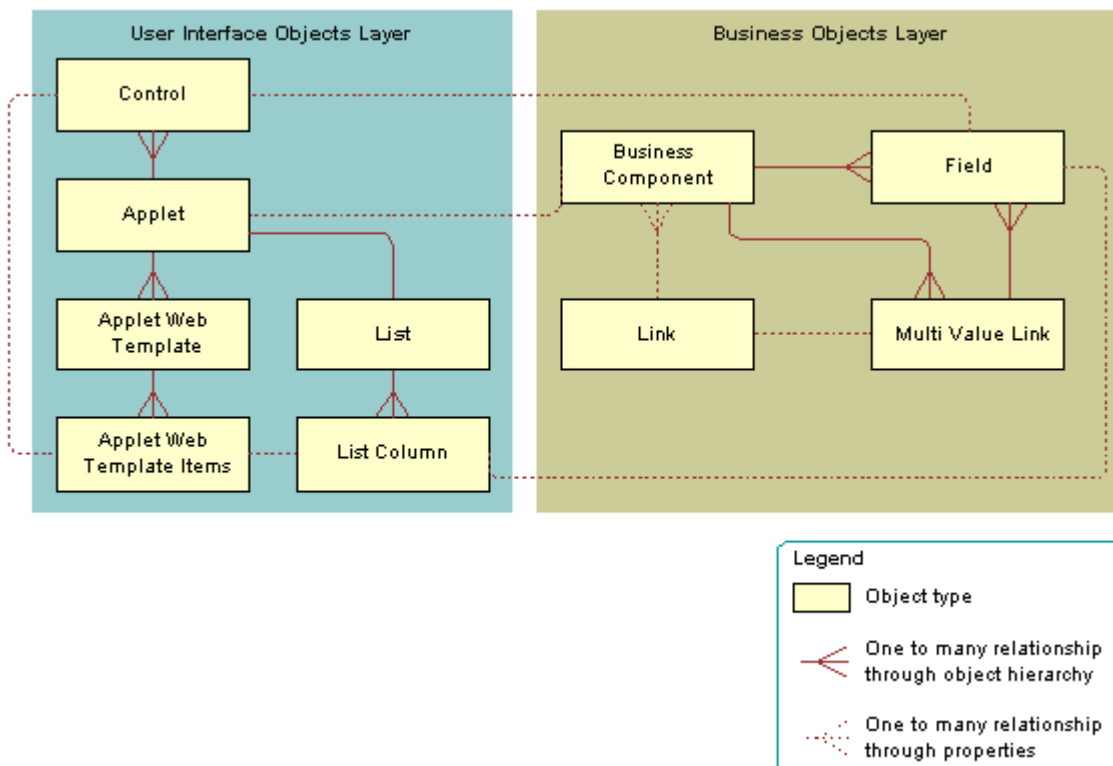 User Interface Objects Layer
Business Objects Layer
Control
Business
Component
Field
Applet
Applet Web
Template
List
Link
Multi Value Link
Applet Web
Template Items
List Column
Legend
Object type
One to many relationship
through object hierarchy
One to many relationship
through properties